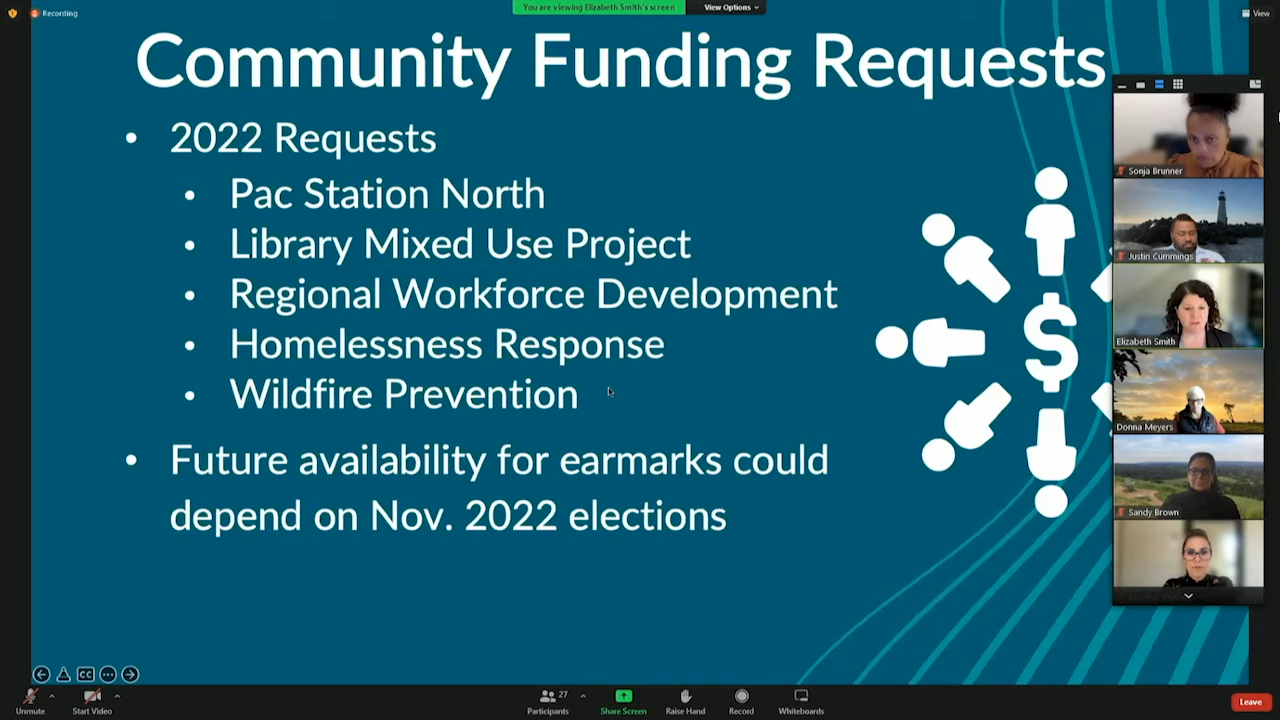 Recording
You are viewing Elizabeth Smith's screen
View Options
View
Community Funding Requests
• 2022 Requests
• Pac Station North
• Library Mixed Use Project
• Regional Workforce Development
• Homelessness Response
• Wildfire Prevention
• Future availability for earmarks could
depend on Nov. 2022 elections
$
Sonja Brunner
Justin Cummings
Elizabeth Smith
Donna Meyers
Sandy Brown
CC
Unmute
Start Video
27
Participants
Share Screen
Raise Hand
Record
Whiteboards
Leave